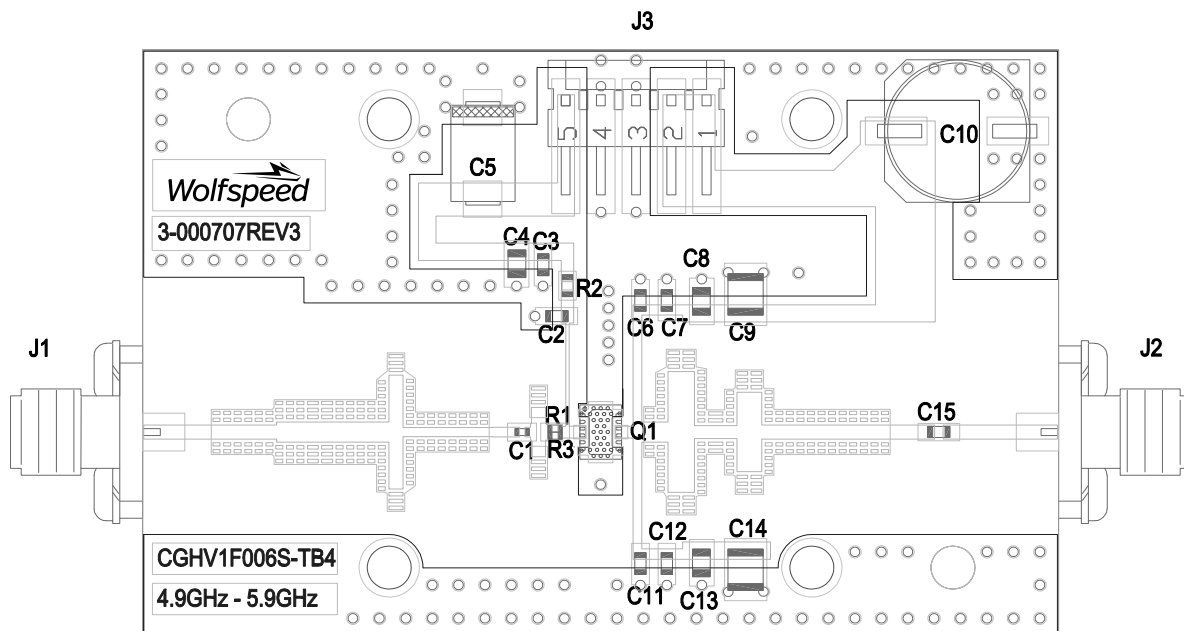 J3
5 4 3 2 1
C10
C5
Wolfspeed
3-000707REV3
C4 C3
C8
R2
C6 C7
C9
C2
J1
J2
R1
C15
C1 R3
Q1
C12
C14
CGHV1F006S-TB4
C11
C13
4.9GHz - 5.9GHz